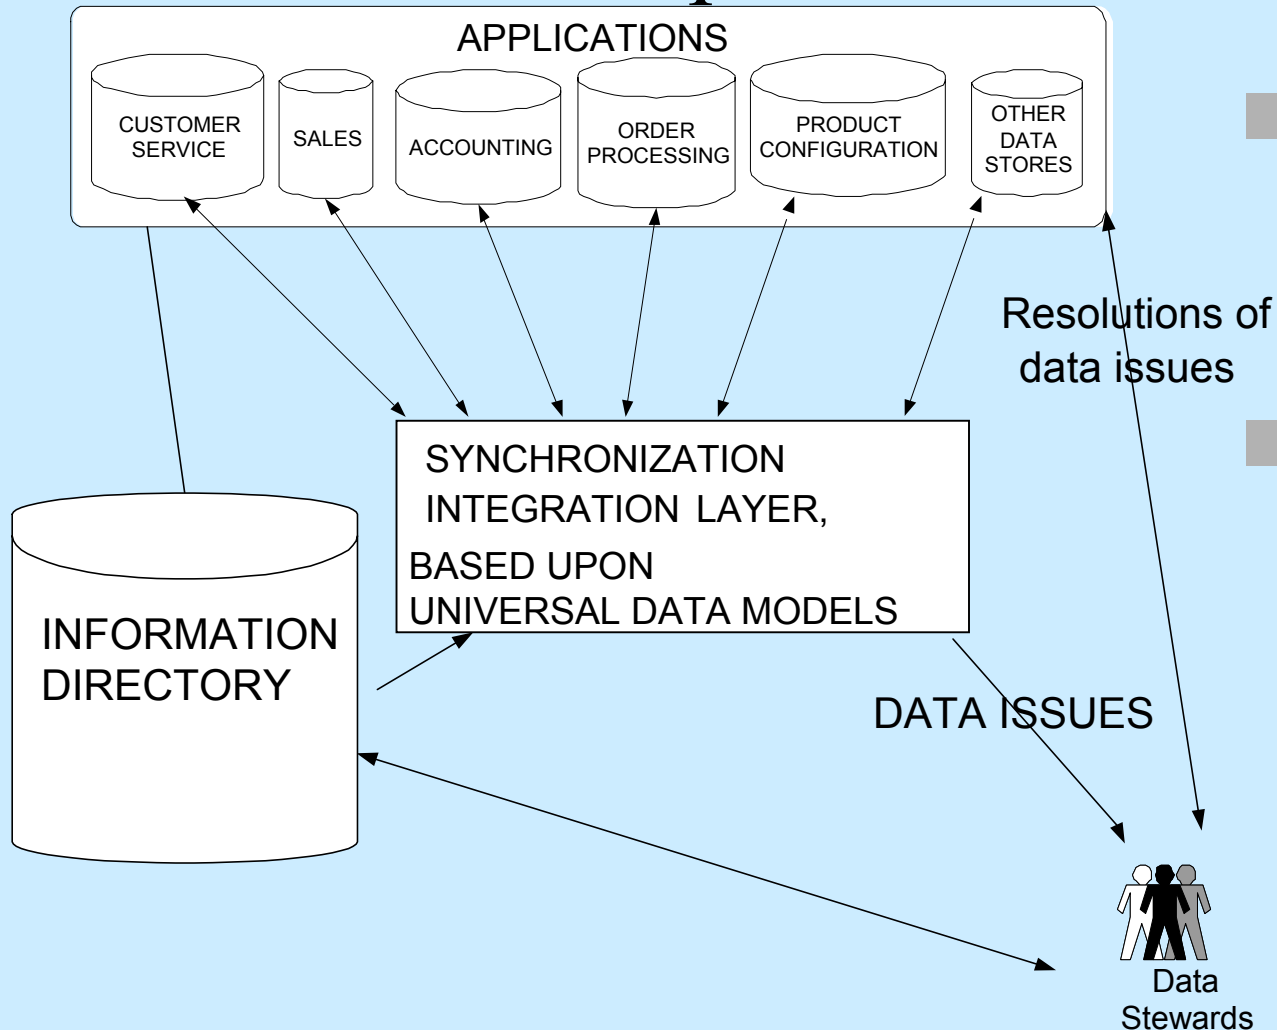 APPLICATIONS
CUSTOMER
SERVICE
SALES
ACCOUNTING
ORDER
PROCESSING
PRODUCT
CONFIGURATION
OTHER
DATA
STORES
Resolutions of
data issues
SYNCHRONIZATION
INTEGRATION LAYER,
BASED UPON
UNIVERSAL DATA MODELS
INFORMATION
DIRECTORY
DATA ISSUES
Data
Stewards